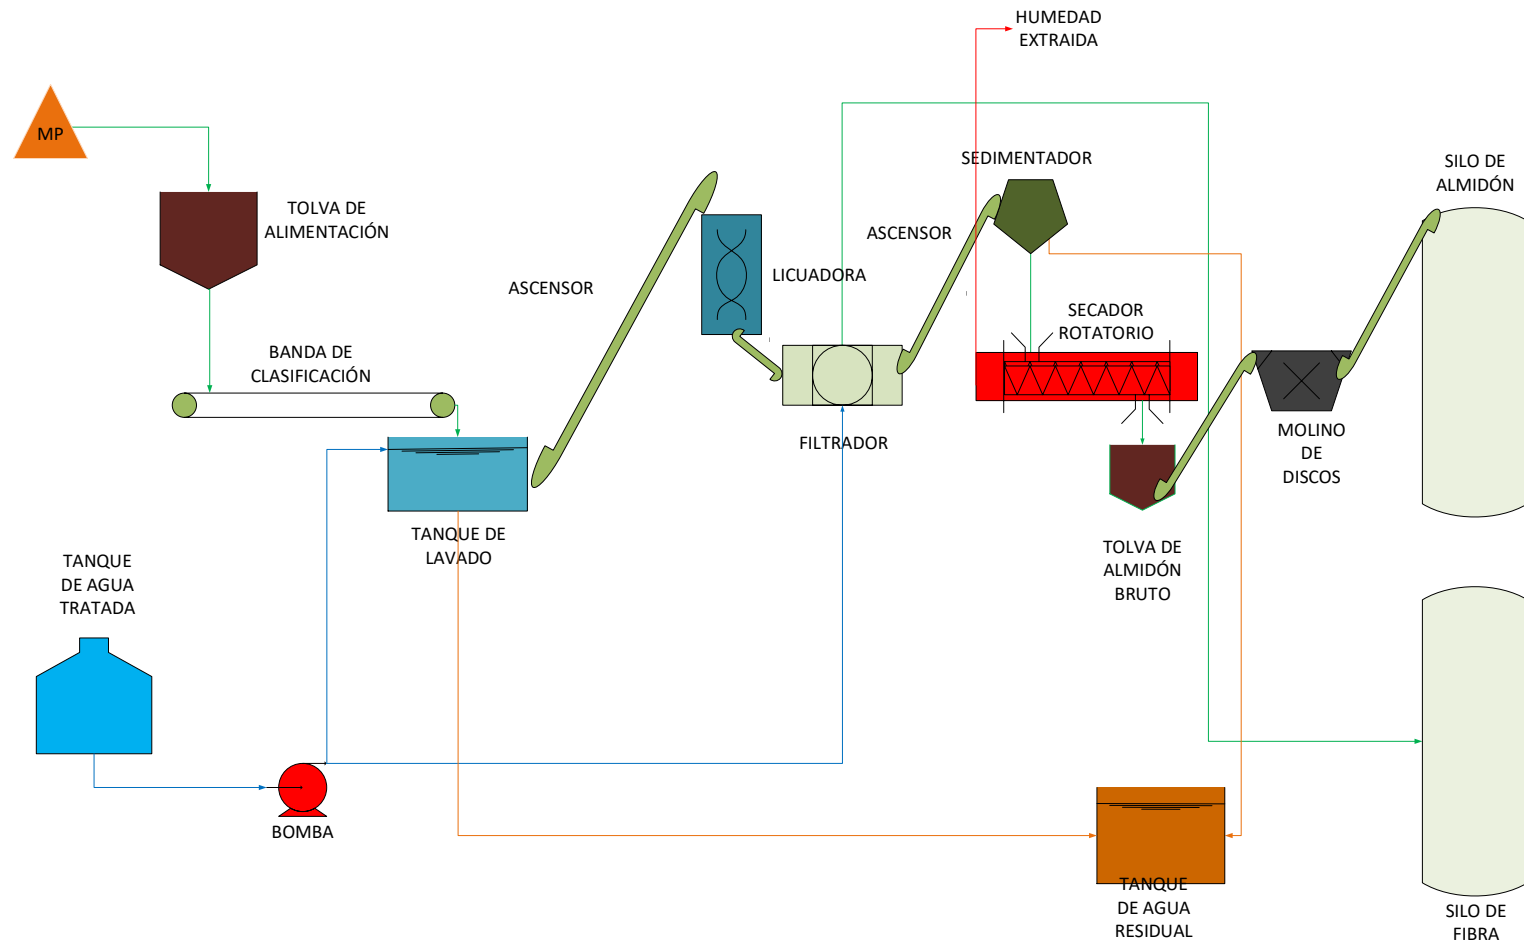 HUMEDAD
EXTRAIDA
MP
TOLVA DE
ALIMENTACIÓN
SEDIMENTADOR
SILO DE
ALMIDÓN
ASCENSOR
ASCENSOR
LICUADORA
SECADOR
ROTATORIO
BANDA DE
CLASIFICACIÓN
FILTRADOR
MOLINO
DE
DISCOS
TANQUE DE
LAVADO
TOLVA DE
ALMIDÓN
BRUTO
TANQUE
DE AGUA
TRATADA
BOMBA
TANQUE
DE AGUA
RESIDUAL
SILO DE
FIBRA